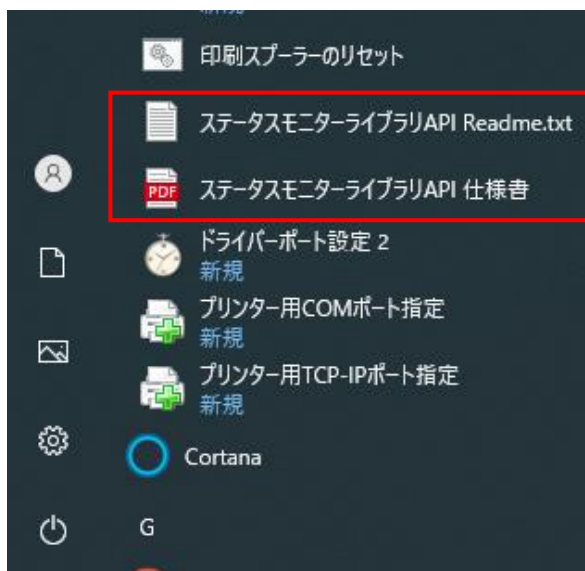 印刷スプーラーのリセット
ステータスモニターライブラリAPI Readme.txt
PDF
ステータスモニターライブラリAPI 仕様書
ドライバーポート設定 2
新規
プリンター用COMポート指定
新規
プリンター用TCP-IPポート指定
新規
Cortana
G